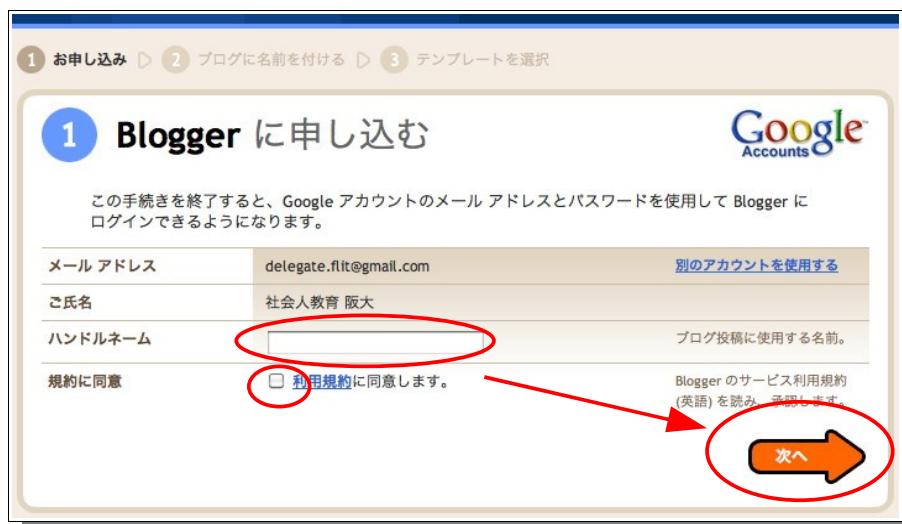 1 お申し込み ▷ 2 ブログに名前を付ける ▷ 3 テンプレートを選択
1 Blogger に申し込む
Google
Accounts
この手続きを終了すると、Google アカウントのメール アドレスとパスワードを使用して Blogger に
ログインできるようになります。
メール アドレス delegate.flit@gmail.com 別のアカウントを使用する
ご氏名 社会人教育 阪大
ハンドルネーム ブログ投稿に使用する名前。
規約に同意 利用規約に同意します。 Blogger のサービス利用規約
(英語) を読み、承認します。
次へ